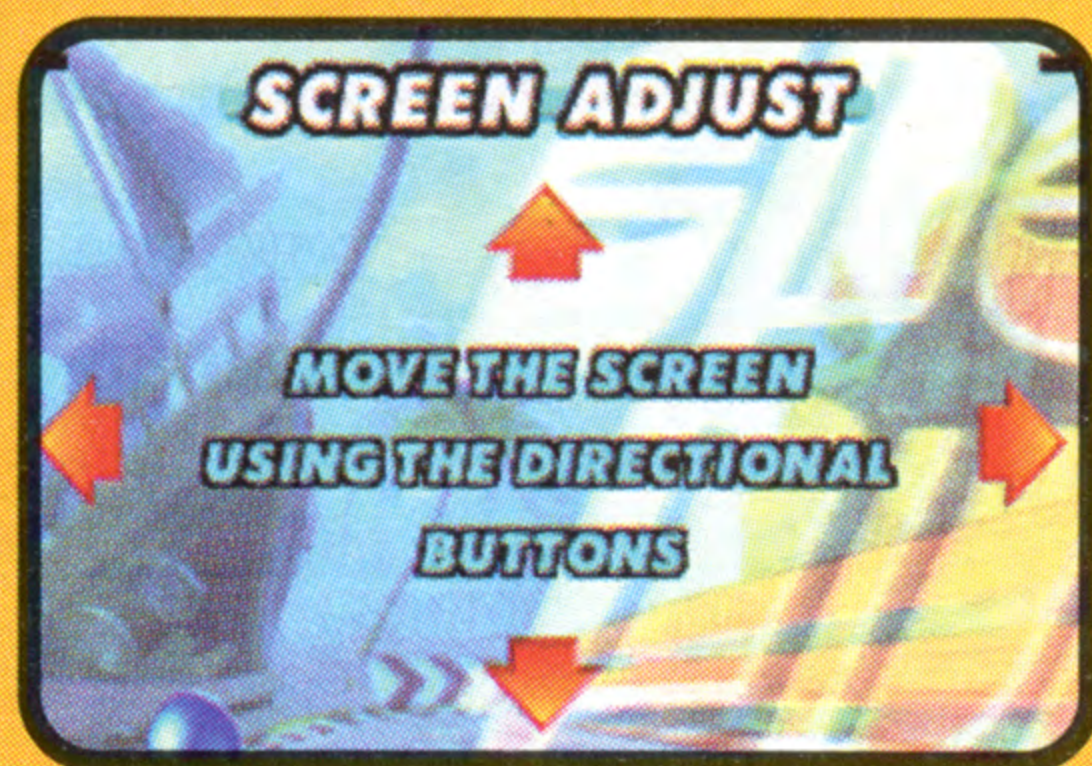 SCREEN ADJUST
MOVE THE SCREEN
USING THE DIRECTIONAL
BUTTONS